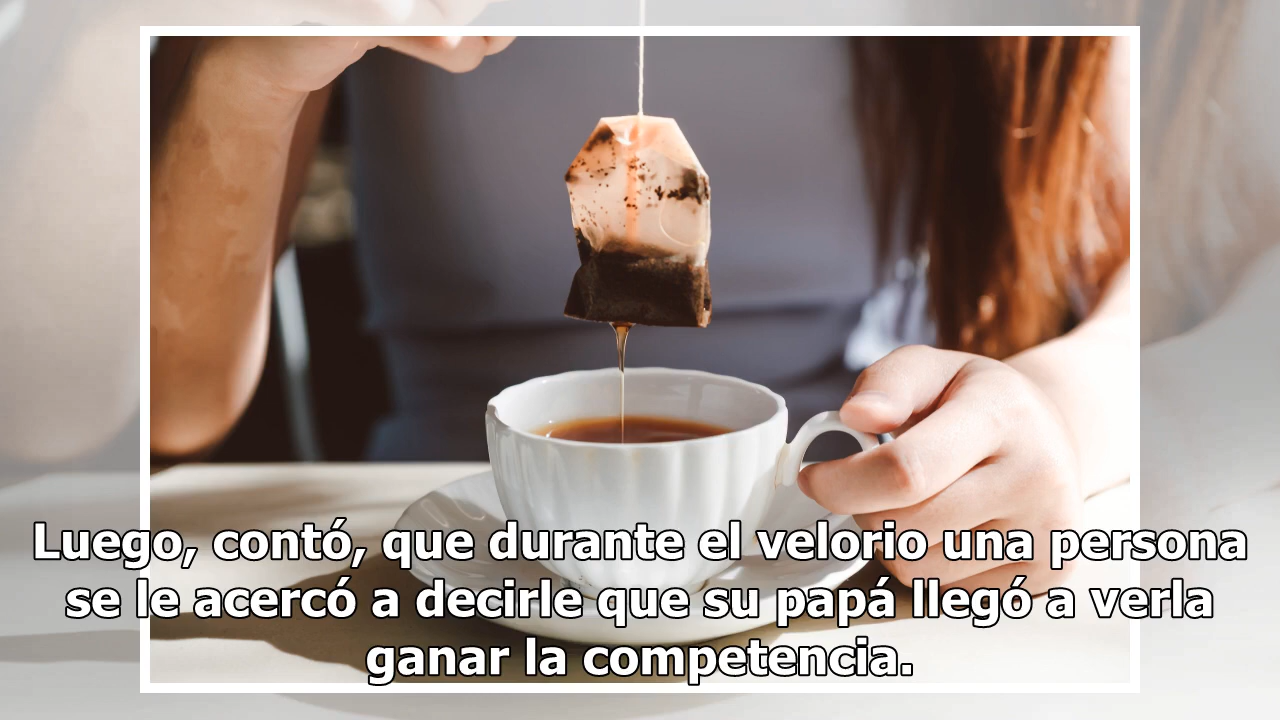 Luego, contó, que durante el velorio una persona
se le acercó a decirle que su papá llegó a verla
ganar la competencia.